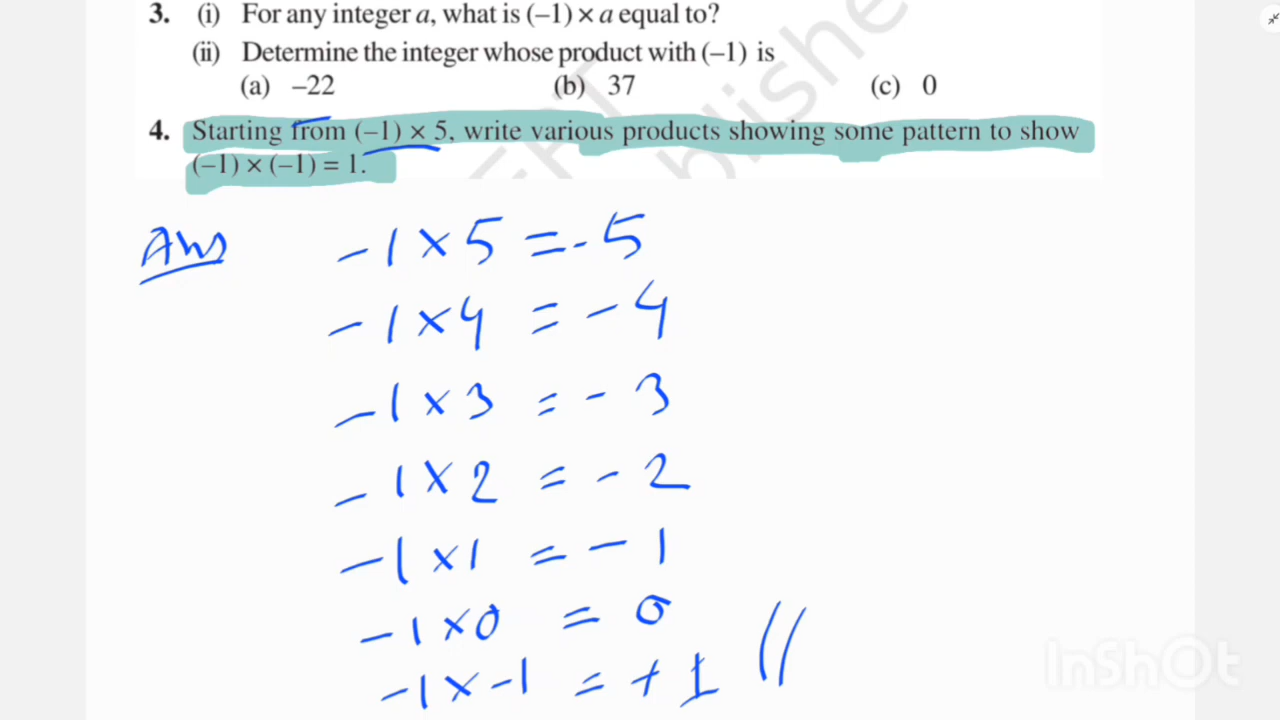 3. (i) For any integer a, what is (–1) × a equal to?
(ii) Determine the integer whose product with (–1) is
(a) –22 (b) 37 (c) 0
4. Starting from (–1) × 5, write various products showing some pattern to show
(–1) × (–1) = 1.
Ans -1 × 5 = -5
-1 × 4 = -4
-1 × 3 = -3
-1 × 2 = -2
-1 × 1 = -1
-1 × 0 = 0
-1 × -1 = +1 //
InShOt